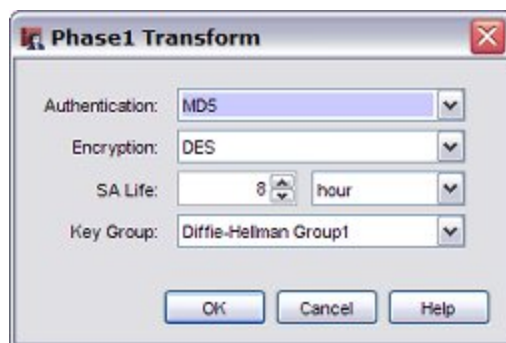 Phase1 Transform
Authentication: MD5
Encryption: DES
SA Life: 8 hour
Key Group: Diffie-Hellman Group1
OK Cancel Help